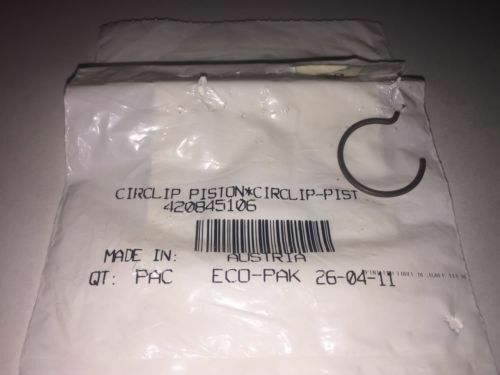 CIRCLIP PISTON*CIRCLIP-PIST
420845106
MADE IN: AUSTRIA
QT: PAC ECO-PAK 26-04-11